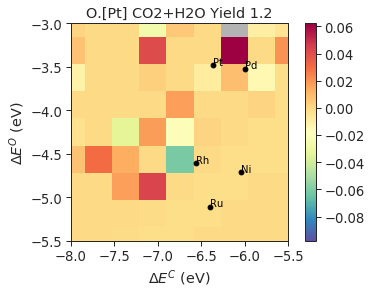 O.[Pt] CO2+H2O Yield 1.2
−3.0
−3.5
−4.0
−4.5
−5.0
−5.5
ΔE^O (eV)
Pt
Pd
Rh
Ni
Ru
−8.0 −7.5 −7.0 −6.5 −6.0 −5.5
ΔE^C (eV)
0.06
0.04
0.02
0.00
−0.02
−0.04
−0.06
−0.08